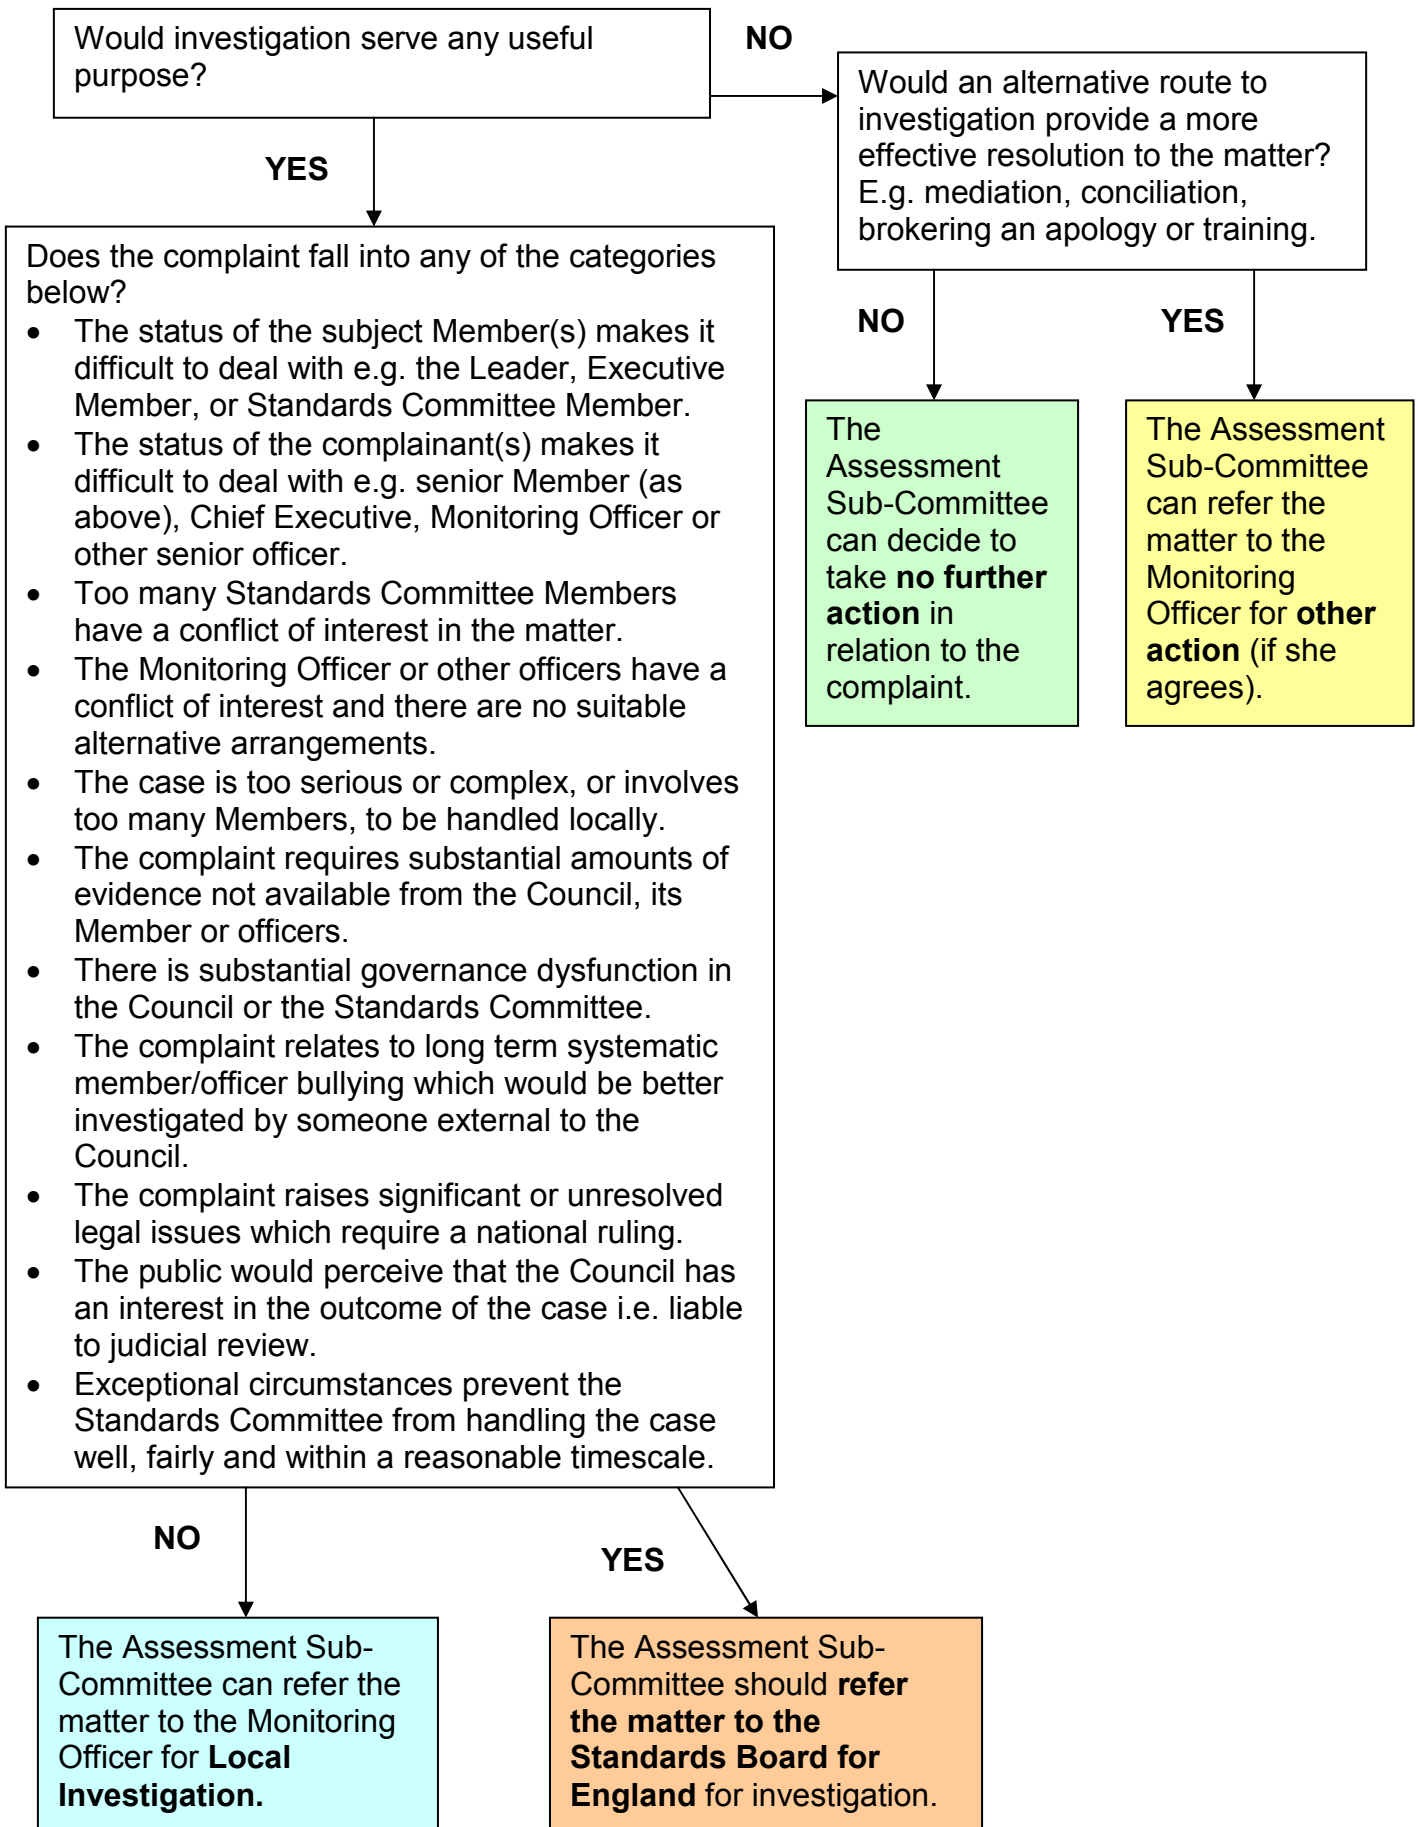 Would investigation serve any useful
purpose?
NO
Would an alternative route to
investigation provide a more
effective resolution to the matter?
E.g. mediation, conciliation,
brokering an apology or training.
YES
Does the complaint fall into any of the categories
below?
• The status of the subject Member(s) makes it
difficult to deal with e.g. the Leader, Executive
Member, or Standards Committee Member.
• The status of the complainant(s) makes it
difficult to deal with e.g. senior Member (as
above), Chief Executive, Monitoring Officer or
other senior officer.
• Too many Standards Committee Members
have a conflict of interest in the matter.
• The Monitoring Officer or other officers have a
conflict of interest and there are no suitable
alternative arrangements.
• The case is too serious or complex, or involves
too many Members, to be handled locally.
• The complaint requires substantial amounts of
evidence not available from the Council, its
Member or officers.
• There is substantial governance dysfunction in
the Council or the Standards Committee.
• The complaint relates to long term systematic
member/officer bullying which would be better
investigated by someone external to the
Council.
• The complaint raises significant or unresolved
legal issues which require a national ruling.
• The public would perceive that the Council has
an interest in the outcome of the case i.e. liable
to judicial review.
• Exceptional circumstances prevent the
Standards Committee from handling the case
well, fairly and within a reasonable timescale.
NO
YES
The
Assessment
Sub-Committee
can decide to
take no further
action in
relation to the
complaint.
The Assessment
Sub-Committee
can refer the
matter to the
Monitoring
Officer for other
action (if she
agrees).
NO
YES
The Assessment Sub-
Committee can refer the
matter to the Monitoring
Officer for Local
Investigation.
The Assessment Sub-
Committee should refer
the matter to the
Standards Board for
England for investigation.